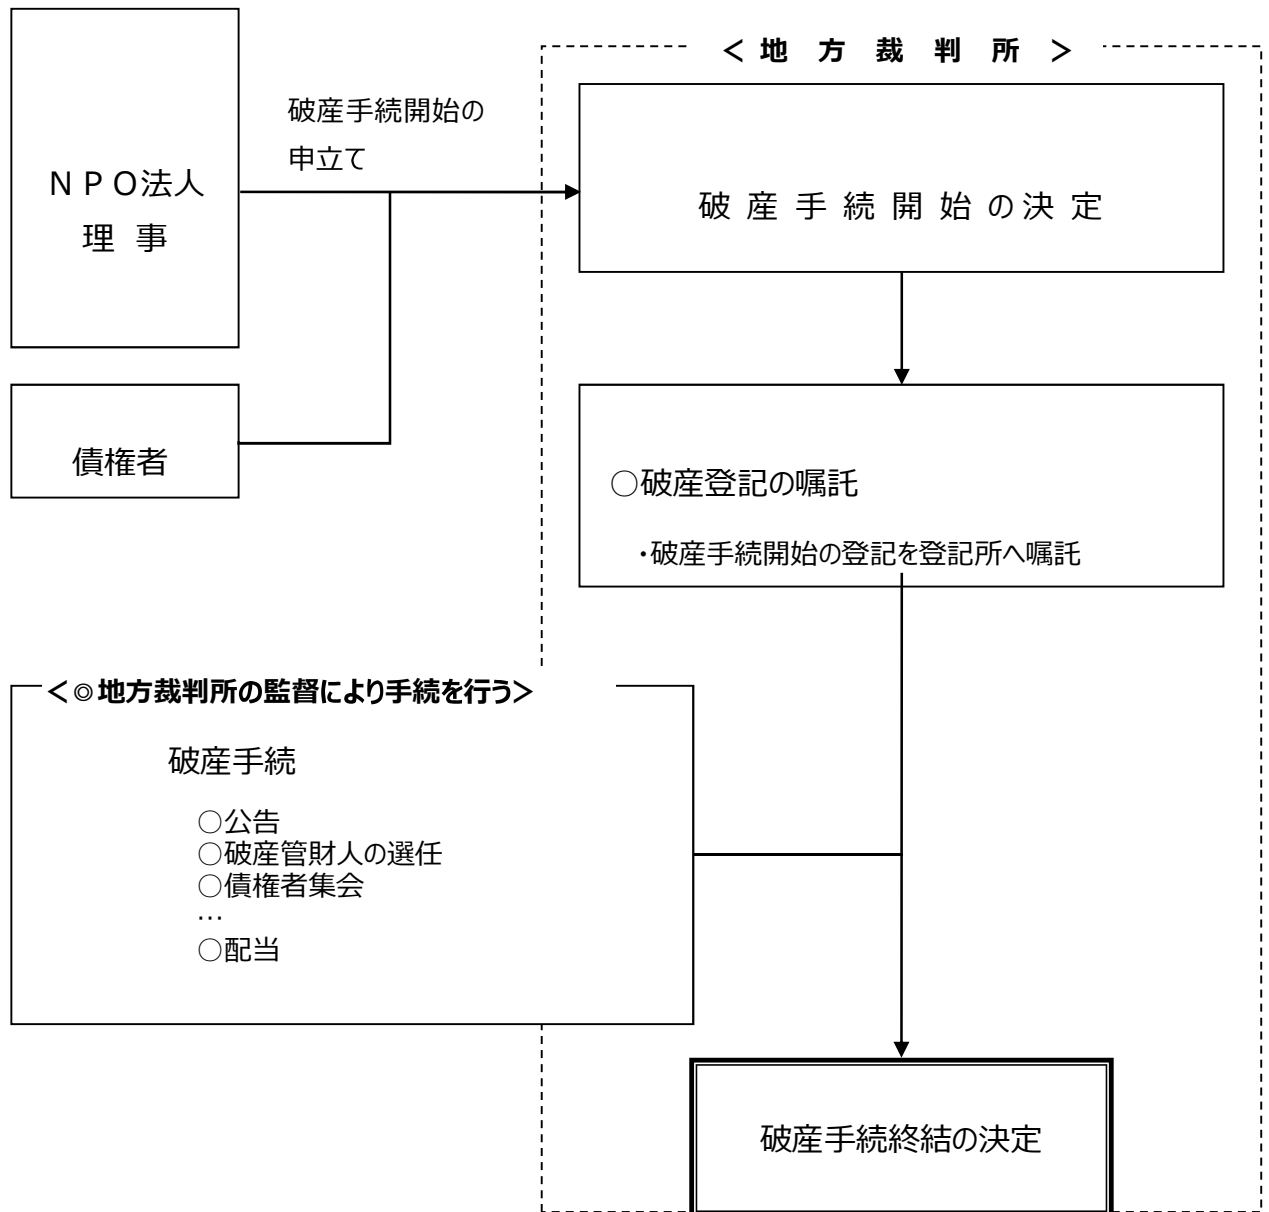 ＜地方裁判所＞
破産手続開始の
申立て
ＮＰＯ法人
理事
破産手続開始の決定
債権者
○破産登記の嘱託
・破産手続開始の登記を登記所へ嘱託
＜◎地方裁判所の監督により手続を行う＞
破産手続
○公告
○破産管財人の選任
○債権者集会
…
○配当
破産手続終結の決定